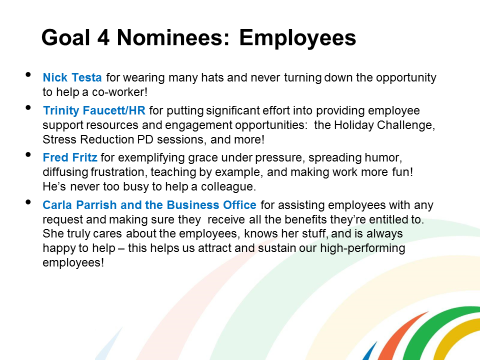 Goal 4 Nominees: Employees
• Nick Testa for wearing many hats and never turning down the opportunity
to help a co-worker!
• Trinity Faucett/HR for putting significant effort into providing employee
support resources and engagement opportunities: the Holiday Challenge,
Stress Reduction PD sessions, and more!
• Fred Fritz for exemplifying grace under pressure, spreading humor,
diffusing frustration, teaching by example, and making work more fun!
He's never too busy to help a colleague.
• Carla Parrish and the Business Office for assisting employees with any
request and making sure they receive all the benefits they're entitled to.
She truly cares about the employees, knows her stuff, and is always
happy to help – this helps us attract and sustain our high-performing
employees!